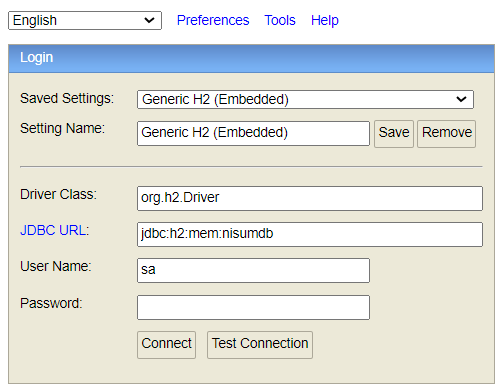 English Preferences Tools Help
Login
Saved Settings: Generic H2 (Embedded)
Setting Name: Generic H2 (Embedded) Save Remove
Driver Class: org.h2.Driver
JDBC URL: jdbc:h2:mem:nisumdb
User Name: sa
Password:
Connect Test Connection